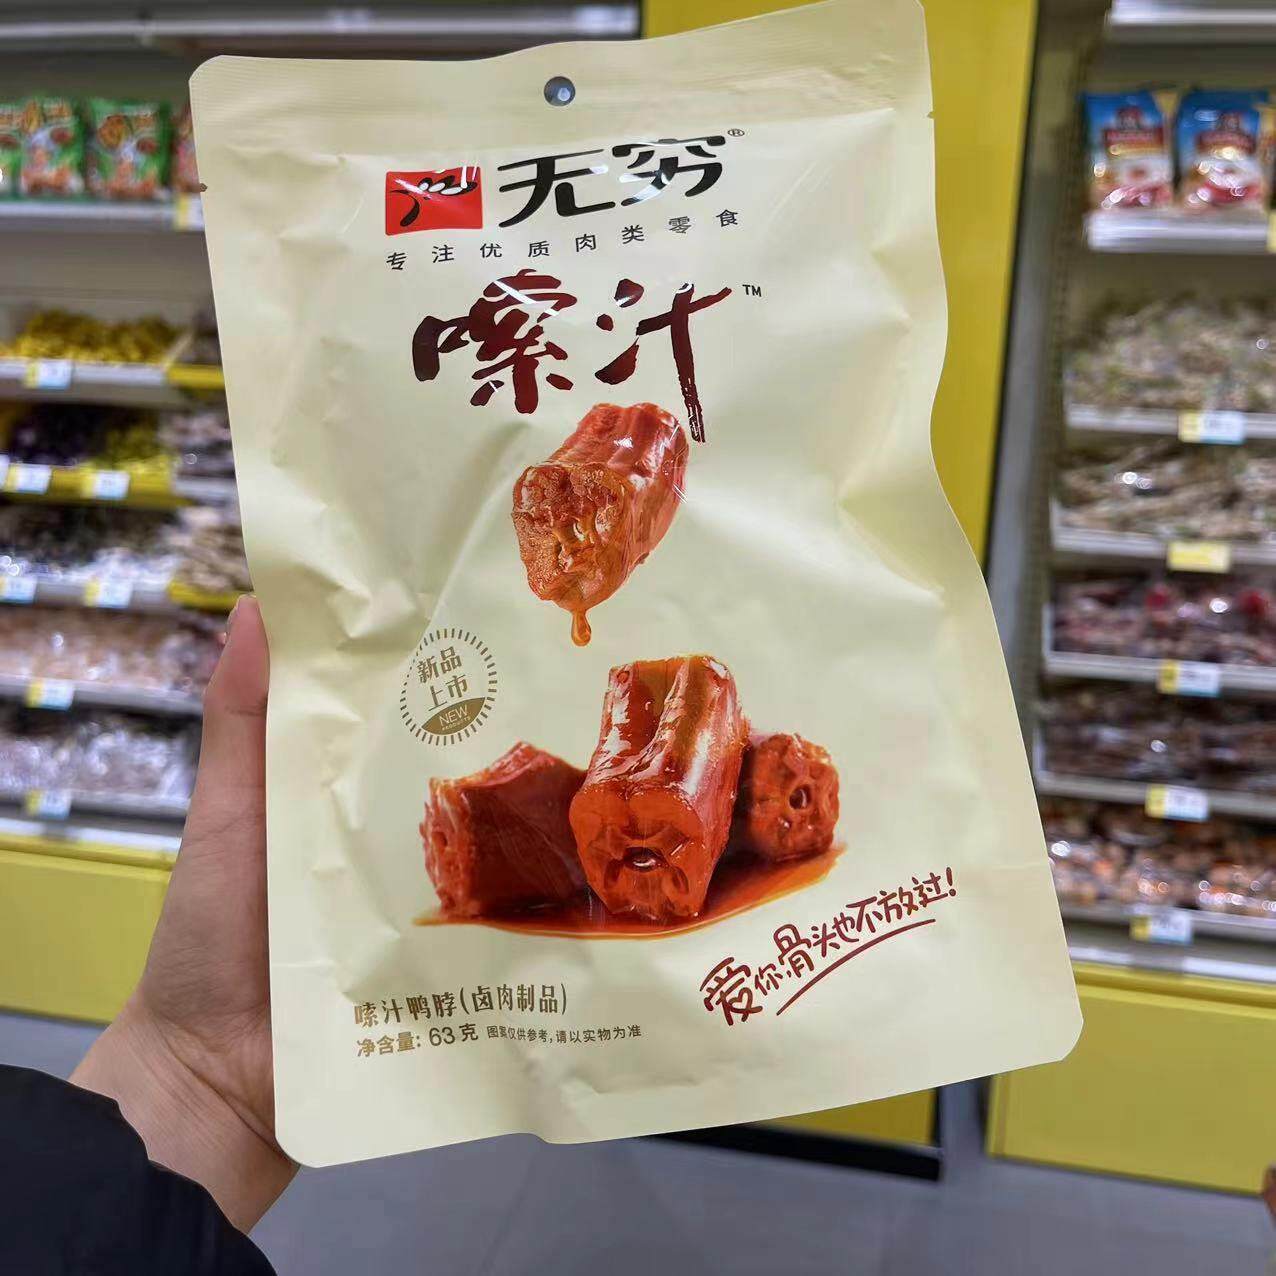 无穷®
专注优质肉类零食
嗦汁™
新品
上市
NEW
PRODUCTS
爱你骨头也不放过!
嗦汁鸭脖(卤肉制品)
净含量: 63克 图案仅供参考,请以实物为准